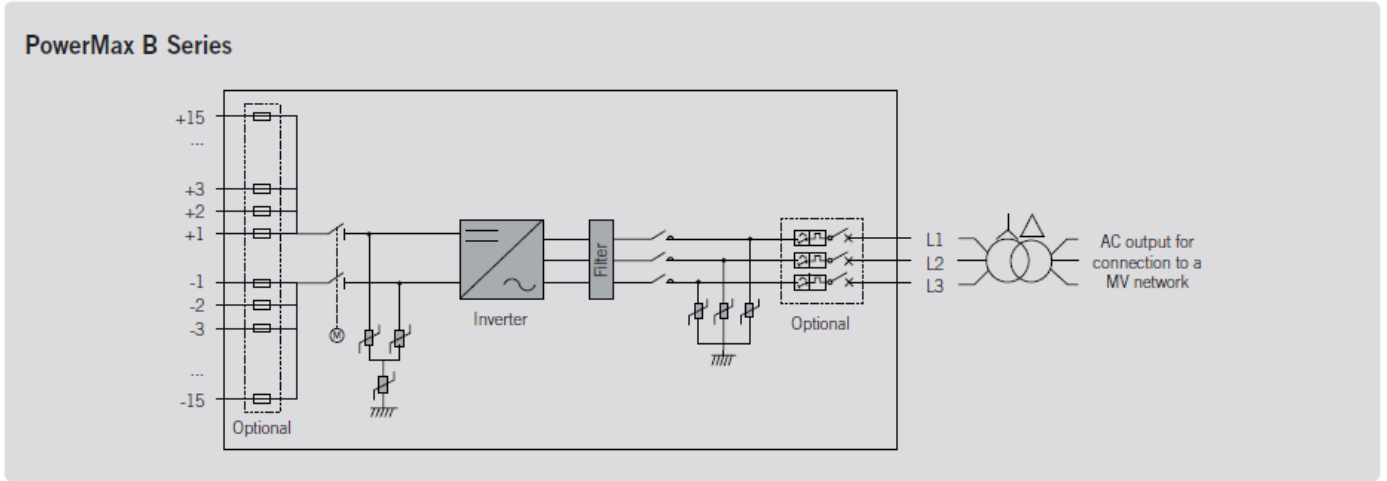 PowerMax B Series
+15
...
+3
+2
+1
-1
-2
-3
...
-15
Optional
M
Inverter
Filter
Optional
L1
L2
L3
AC output for
connection to a
MV network